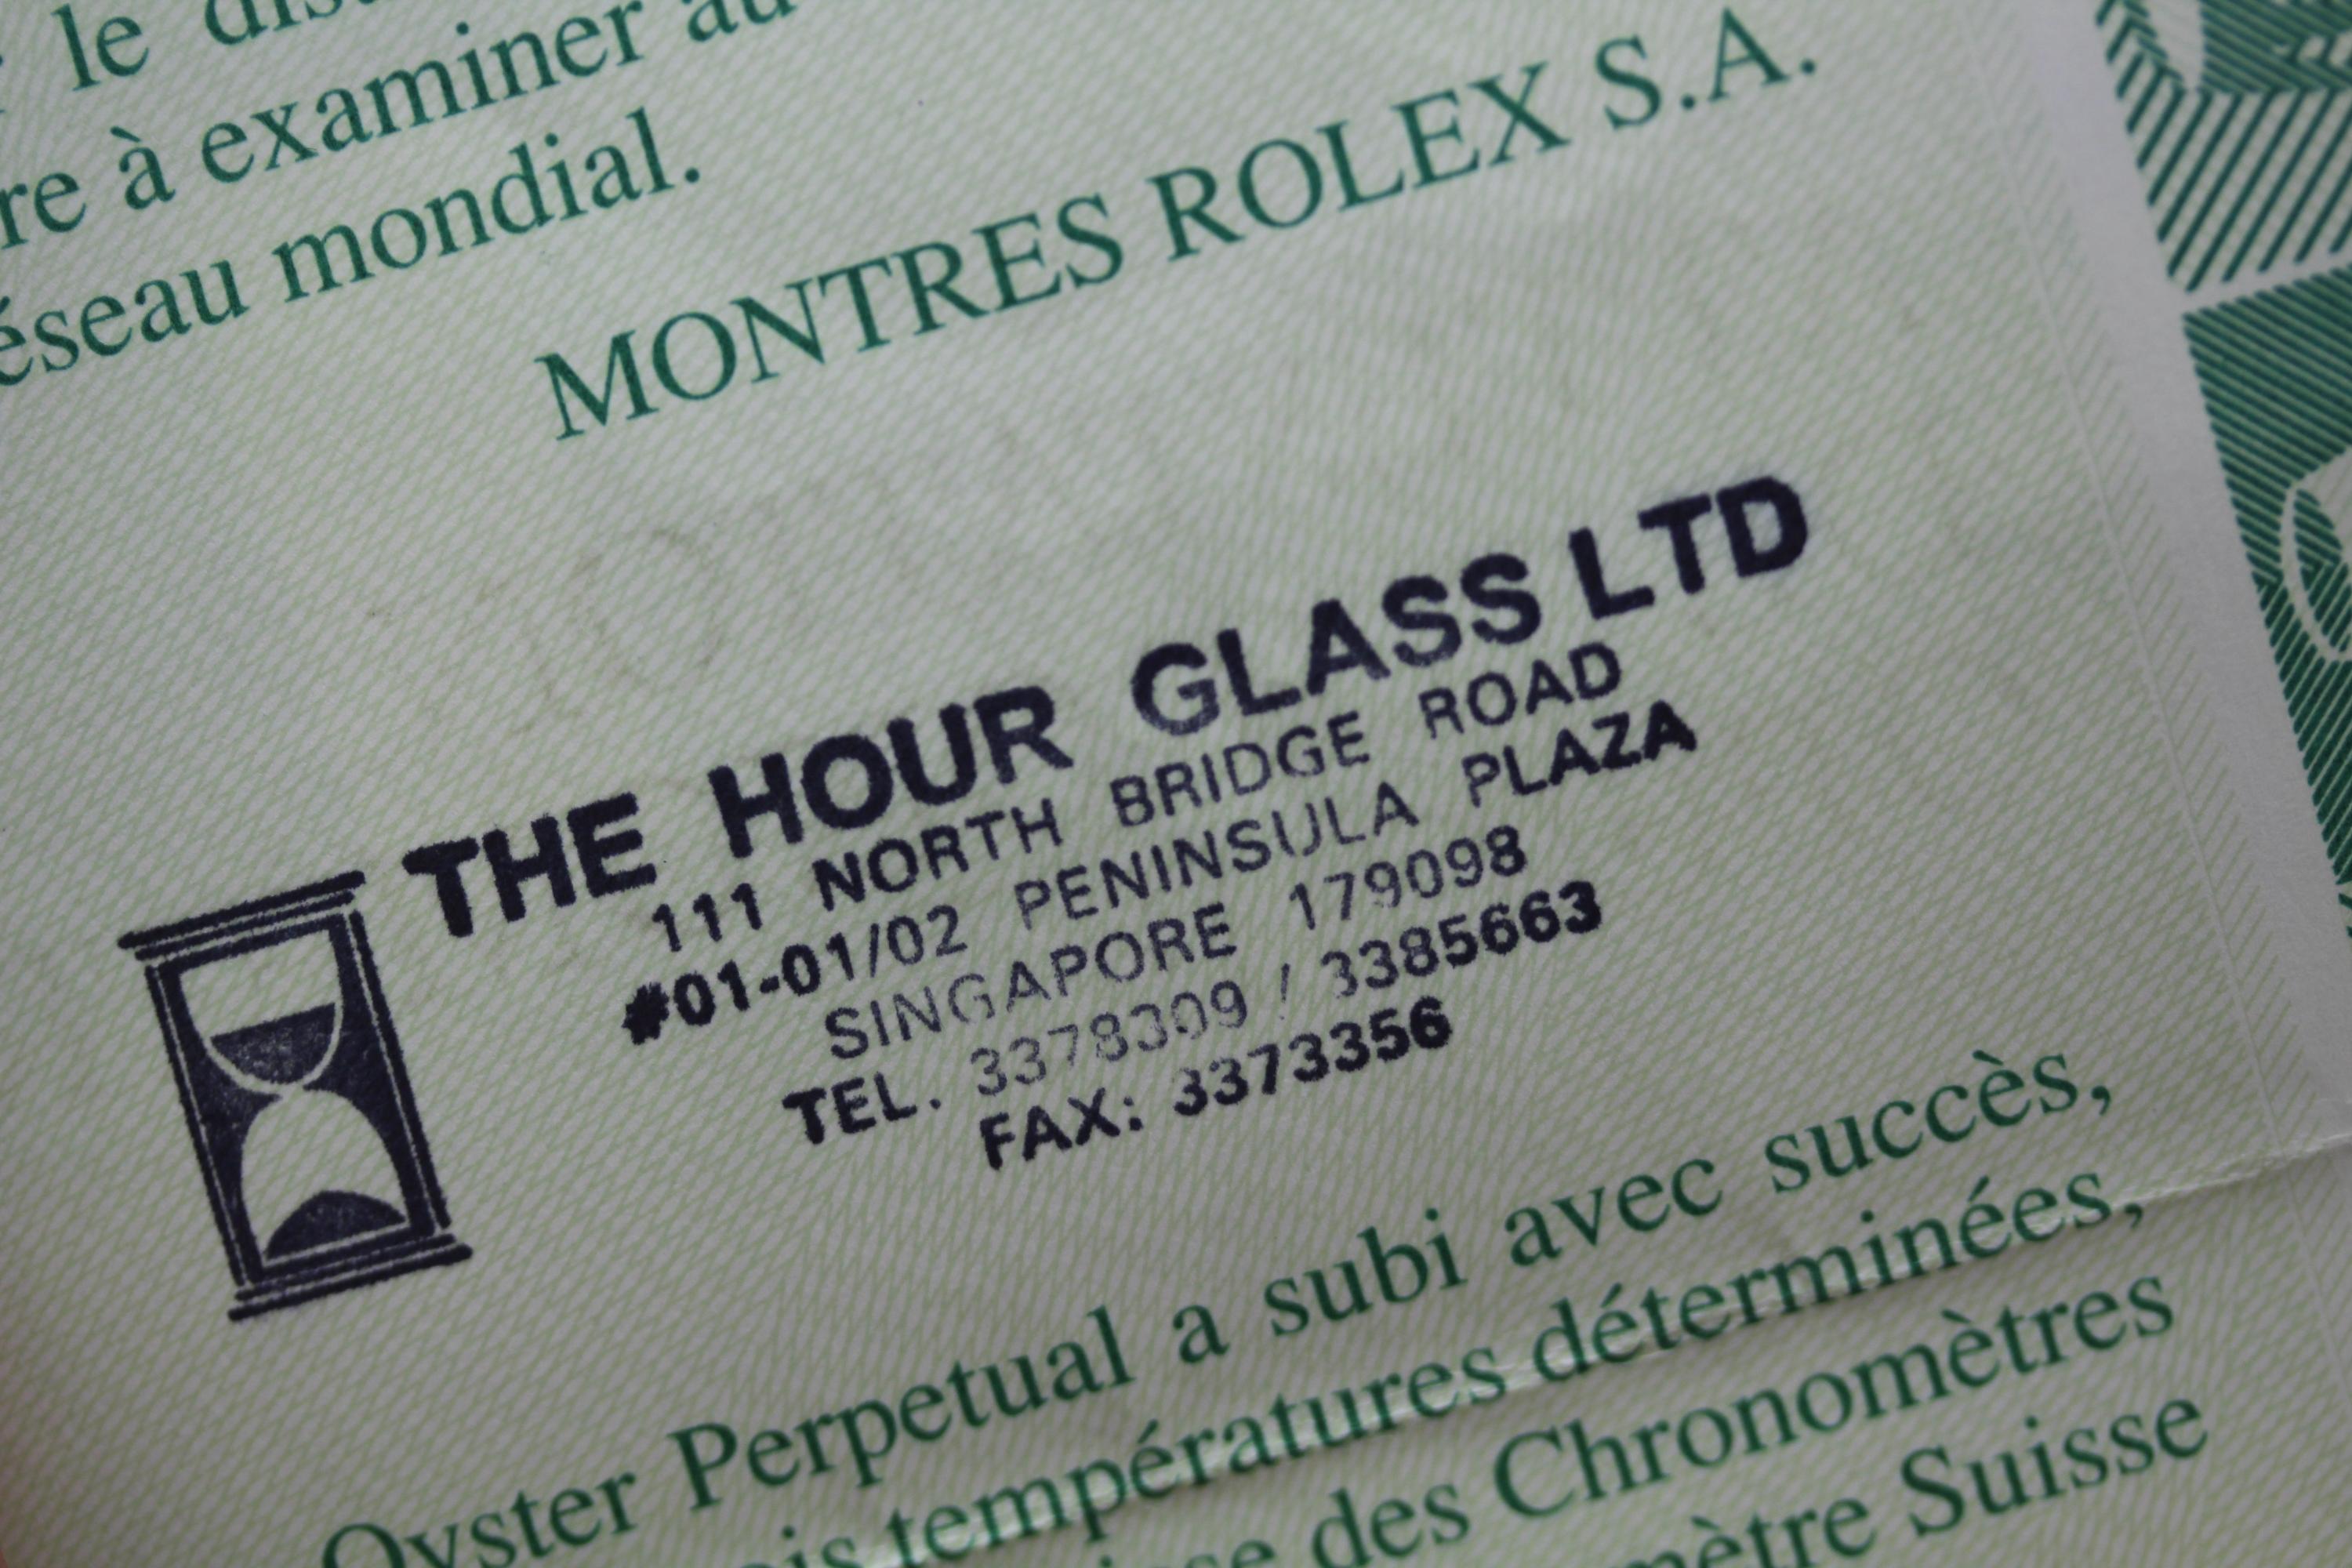 le
re à examiner au
éseau mondial.
MONTRES ROLEX S.A.
THE HOUR GLASS LTD
111 NORTH BRIDGE ROAD
#01-01/02 PENINSULA PLAZA
SINGAPORE 179098
TEL. 3378309 / 3385663
FAX: 3373356
Oyster Perpetual a subi avec succès,
températures déterminées,
des Chronomètres
Suisse